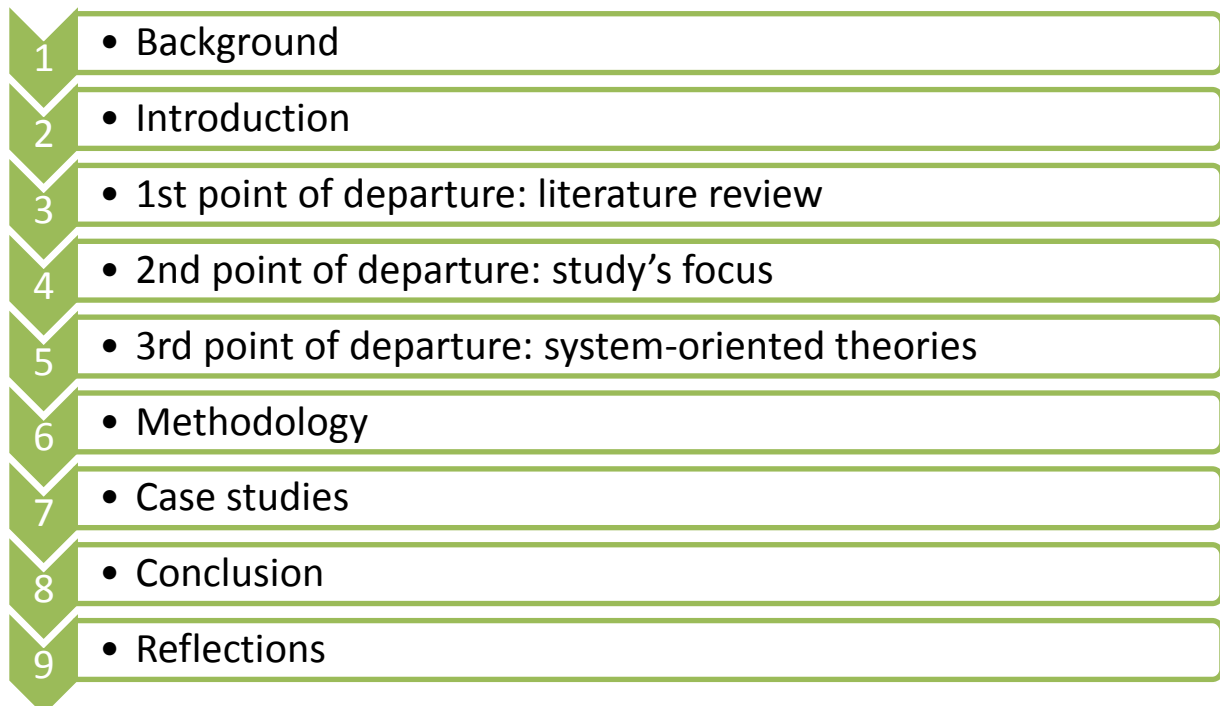 1 • Background
2 • Introduction
3 • 1st point of departure: literature review
4 • 2nd point of departure: study’s focus
5 • 3rd point of departure: system-oriented theories
6 • Methodology
7 • Case studies
8 • Conclusion
9 • Reflections